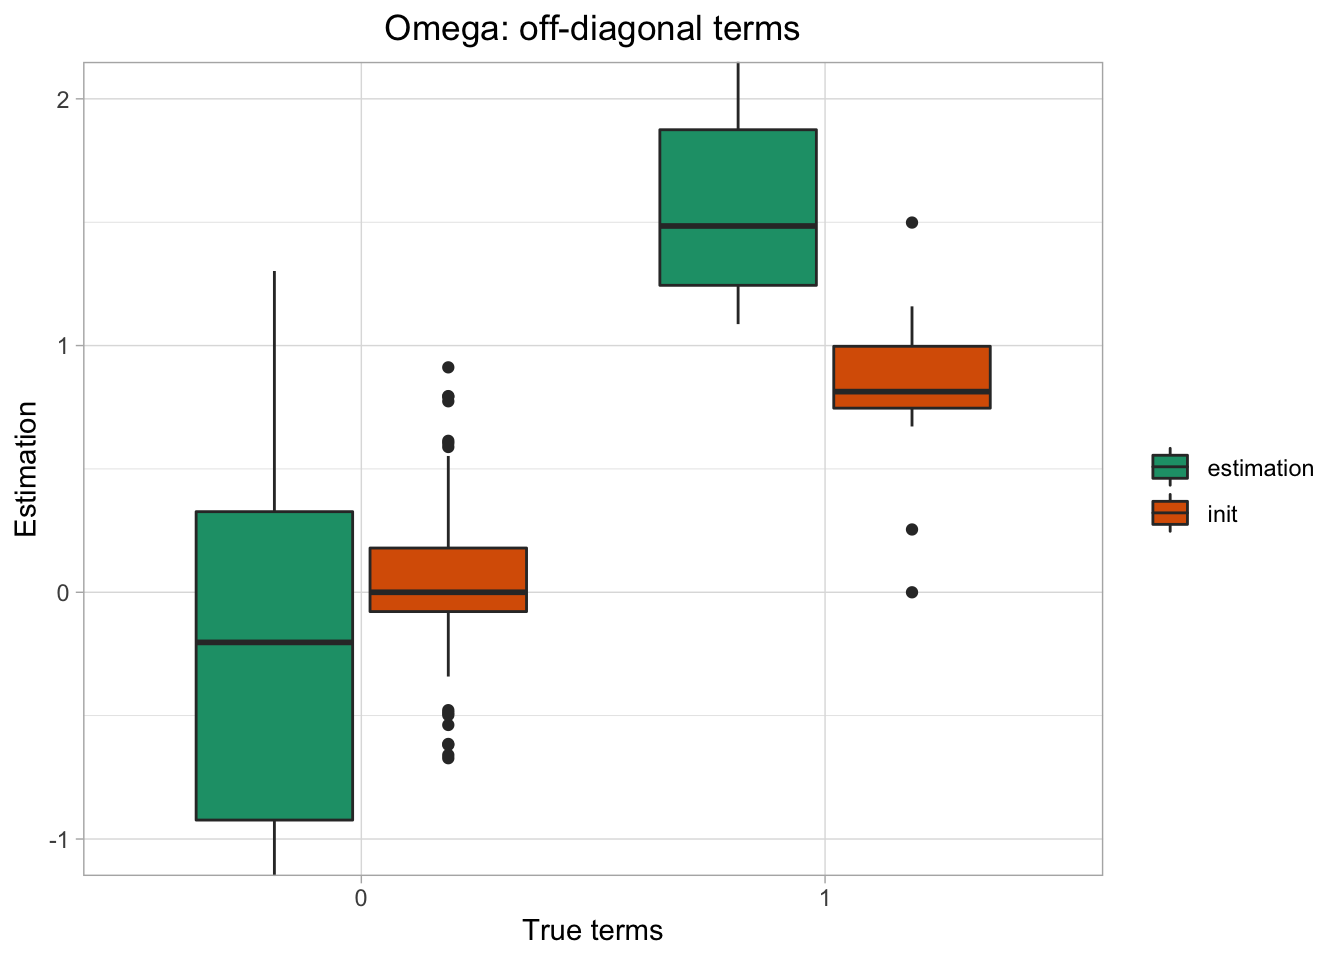 Omega: off-diagonal terms
2
1
0
-1
Estimation
0
1
True terms
estimation
init